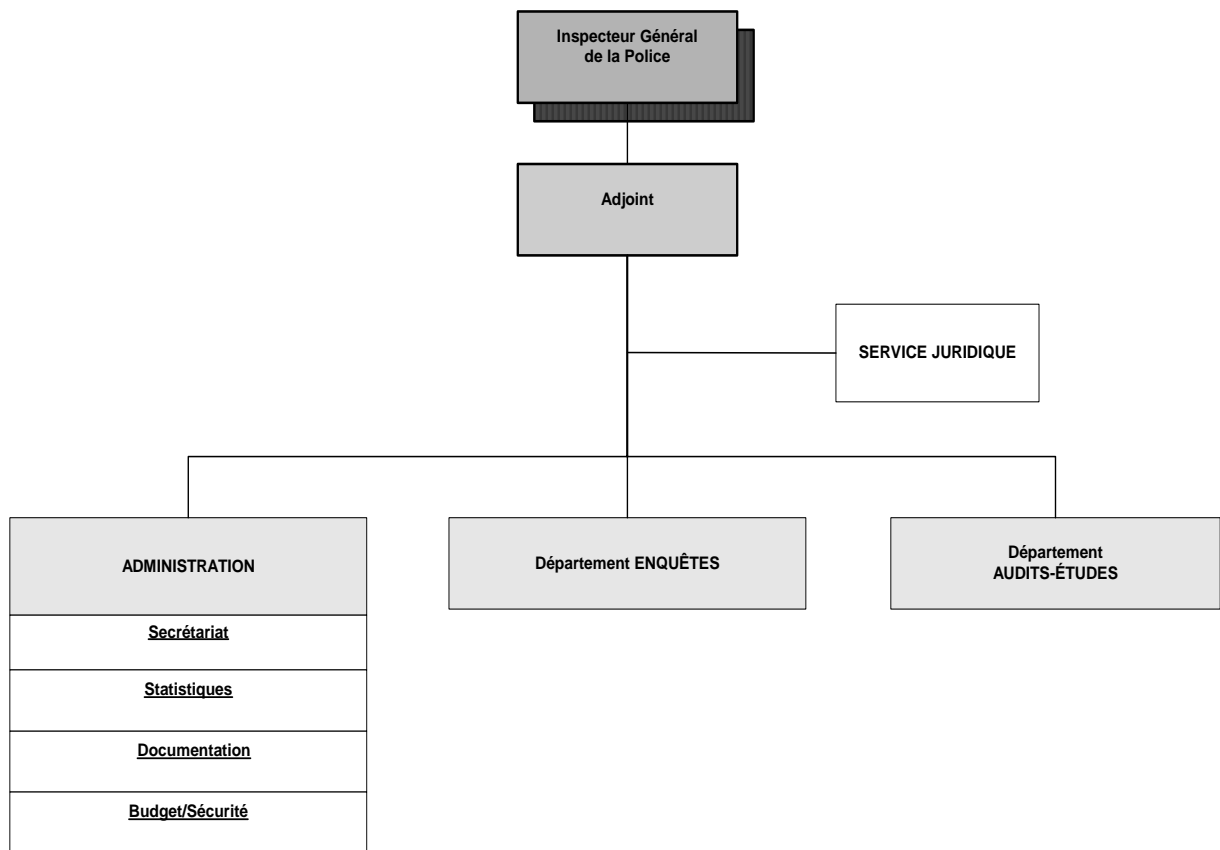 Inspecteur Général
de la Police
Adjoint
SERVICE JURIDIQUE
ADMINISTRATION
Département ENQUÊTES
Département
AUDITS-ÉTUDES
Secrétariat
Statistiques
Documentation
Budget/Sécurité